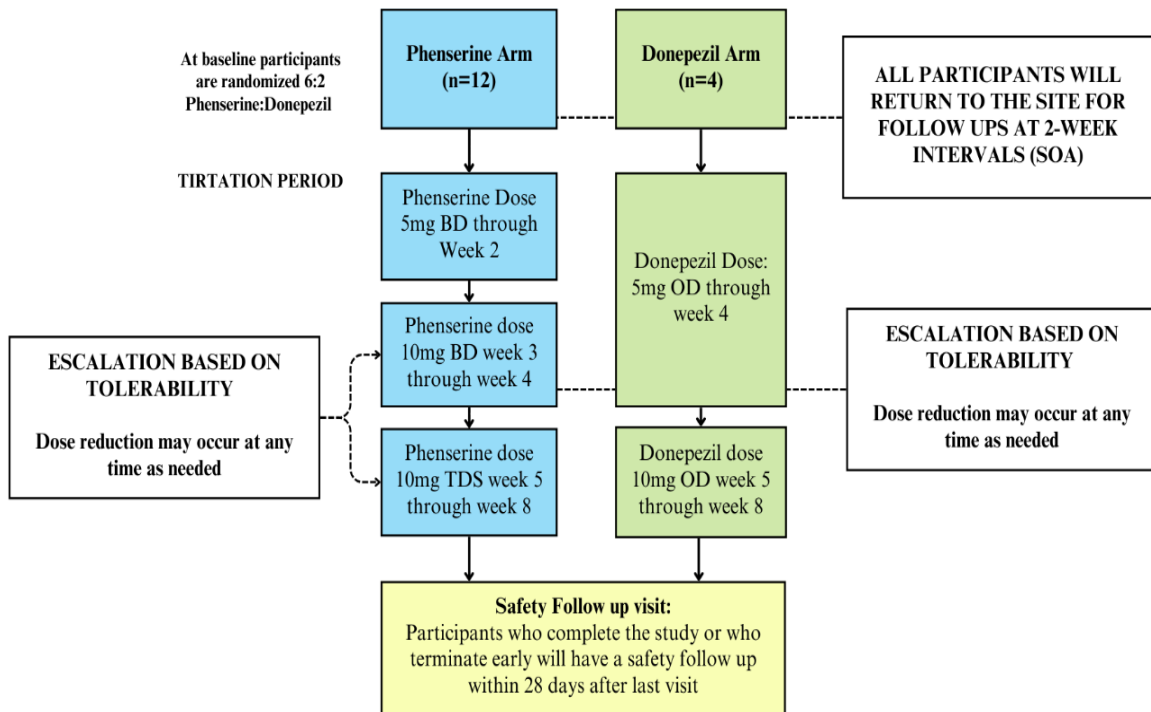 At baseline participants
are randomized 6:2
Phenserine:Donepezil
Phenserine Arm
(n=12)
Donepezil Arm
(n=4)
ALL PARTICIPANTS WILL
RETURN TO THE SITE FOR
FOLLOW UPS AT 2-WEEK
INTERVALS (SOA)
TIRTATION PERIOD
Phenserine Dose
5mg BD through
Week 2
Donepezil Dose:
5mg OD through
week 4
Phenserine dose
10mg BD week 3
through week 4
ESCALATION BASED ON
TOLERABILITY
Dose reduction may occur at any
time as needed
ESCALATION BASED ON
TOLERABILITY
Dose reduction may occur at any
time as needed
Phenserine dose
10mg TDS week 5
through week 8
Donepezil dose
10mg OD week 5
through week 8
Safety Follow up visit:
Participants who complete the study or who
terminate early will have a safety follow up
within 28 days after last visit